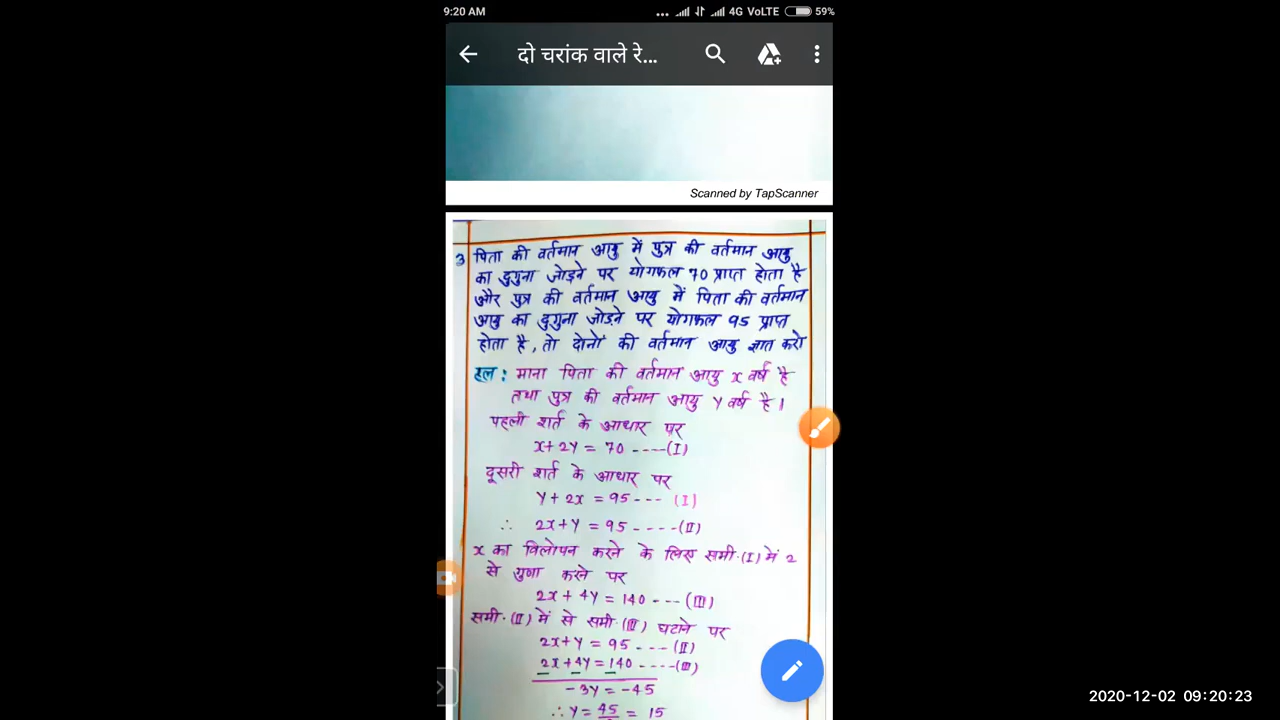 9:20 AM
... 4G VoLTE 59%
दो चरांक वाले रे...
Scanned by TapScanner
3 पिता की वर्तमान आयु में पुत्र की वर्तमान आयु
का दुगुना जोड़ने पर योगफल 70 प्राप्त होता है
और पुत्र की वर्तमान आयु में पिता की वर्तमान
आयु का दुगुना जोड़ने पर योगफल 95 प्राप्त
होता है, तो दोनों की वर्तमान आयु ज्ञात करो
हल : माना पिता की वर्तमान आयु x वर्ष है
तथा पुत्र की वर्तमान आयु y वर्ष है।
पहली शर्त के आधार पर
x+2y = 70 ----(I)
दूसरी शर्त के आधार पर
y+2x = 95--- (I)
∴ 2x+y = 95 -----(II)
x का विलोपन करने के लिए समी.(I) में 2
से गुणा करने पर
2x+4y = 140 --- (III)
समी.(II) में से समी.(III) घटाने पर
2x+y = 95 ---- (II)
2x+4y = 140 -----(III)
-3y = -45
∴ y = 45 = 15
2020-12-02 09:20:23